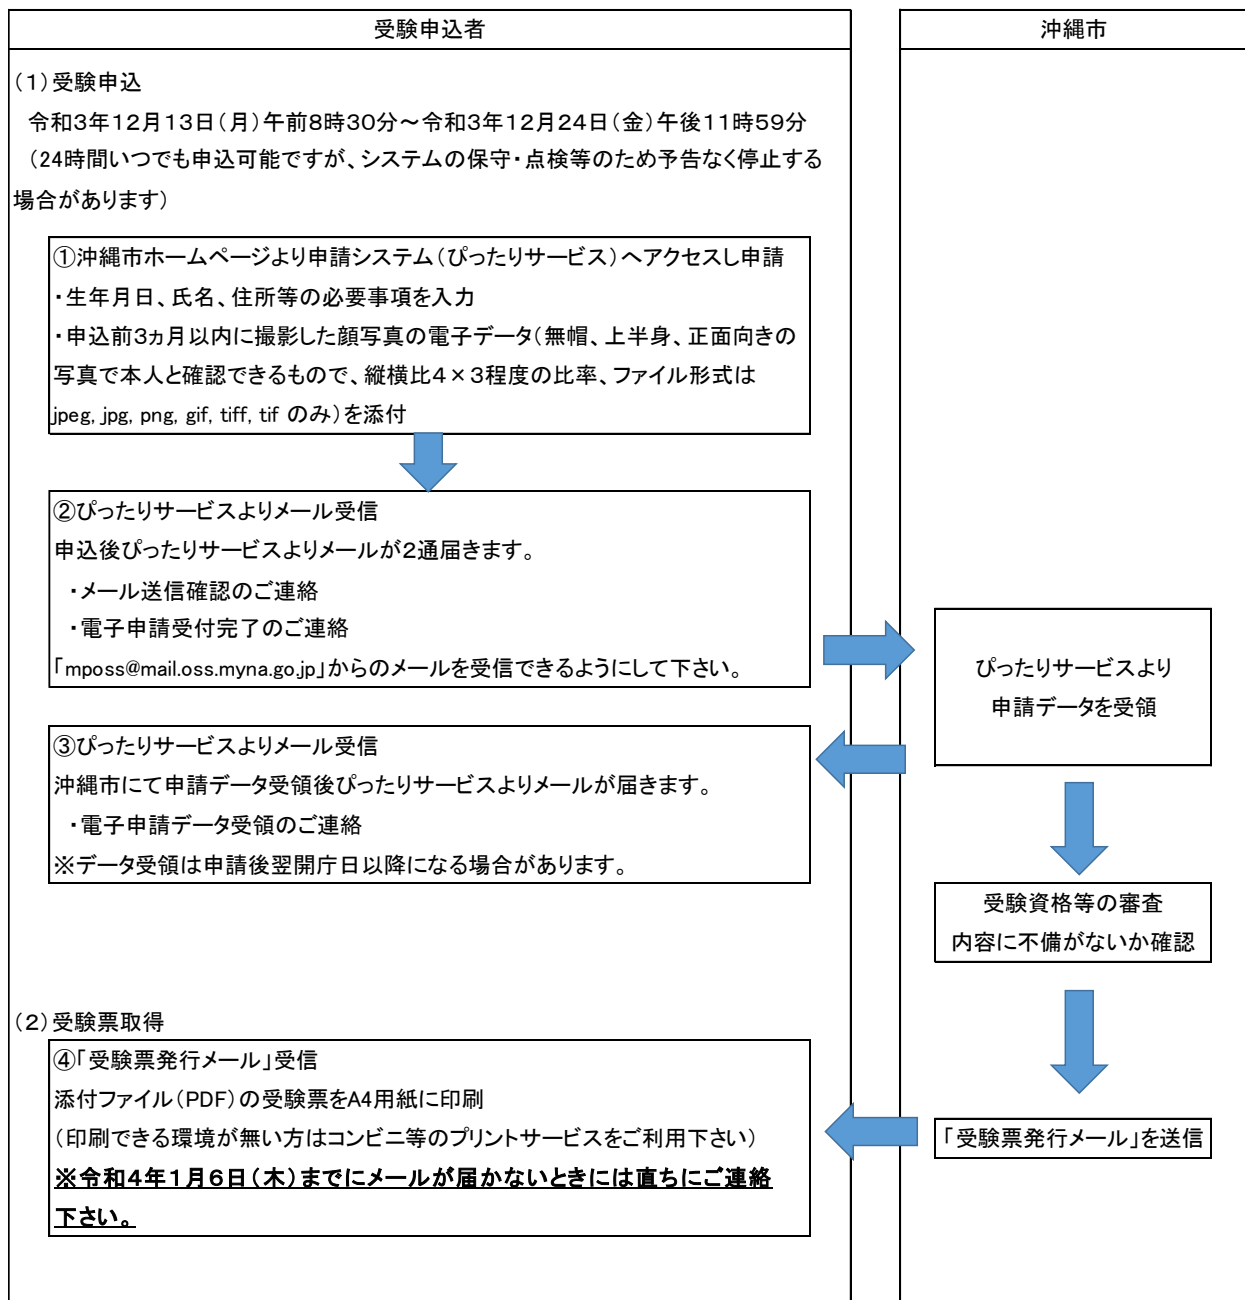 受験申込者
沖縄市
（１）受験申込
令和３年１２月１３日（月）午前８時３０分～令和３年１２月２４日（金）午後１１時５９分
（24時間いつでも申込可能ですが、システムの保守・点検等のため予告なく停止する
場合があります）
①沖縄市ホームページより申請システム（ぴったりサービス）へアクセスし申請
・生年月日、氏名、住所等の必要事項を入力
・申込前３ヵ月以内に撮影した顔写真の電子データ（無帽、上半身、正面向きの
写真で本人と確認できるもので、縦横比４×３程度の比率、ファイル形式は
jpeg, jpg, png, gif, tiff, tif のみ）を添付
②ぴったりサービスよりメール受信
申込後ぴったりサービスよりメールが２通届きます。
・メール送信確認のご連絡
・電子申請受付完了のご連絡
「mposs@mail.oss.myna.go.jp」からのメールを受信できるようにして下さい。
ぴったりサービスより
申請データを受領
③ぴったりサービスよりメール受信
沖縄市にて申請データ受領後ぴったりサービスよりメールが届きます。
・電子申請データ受領のご連絡
※データ受領は申請後翌開庁日以降になる場合があります。
受験資格等の審査
内容に不備がないか確認
（２）受験票取得
④「受験票発行メール」受信
添付ファイル（PDF）の受験票をA4用紙に印刷
（印刷できる環境が無い方はコンビニ等のプリントサービスをご利用下さい）
※令和４年１月６日（木）までにメールが届かないときには直ちにご連絡
下さい。
「受験票発行メール」を送信